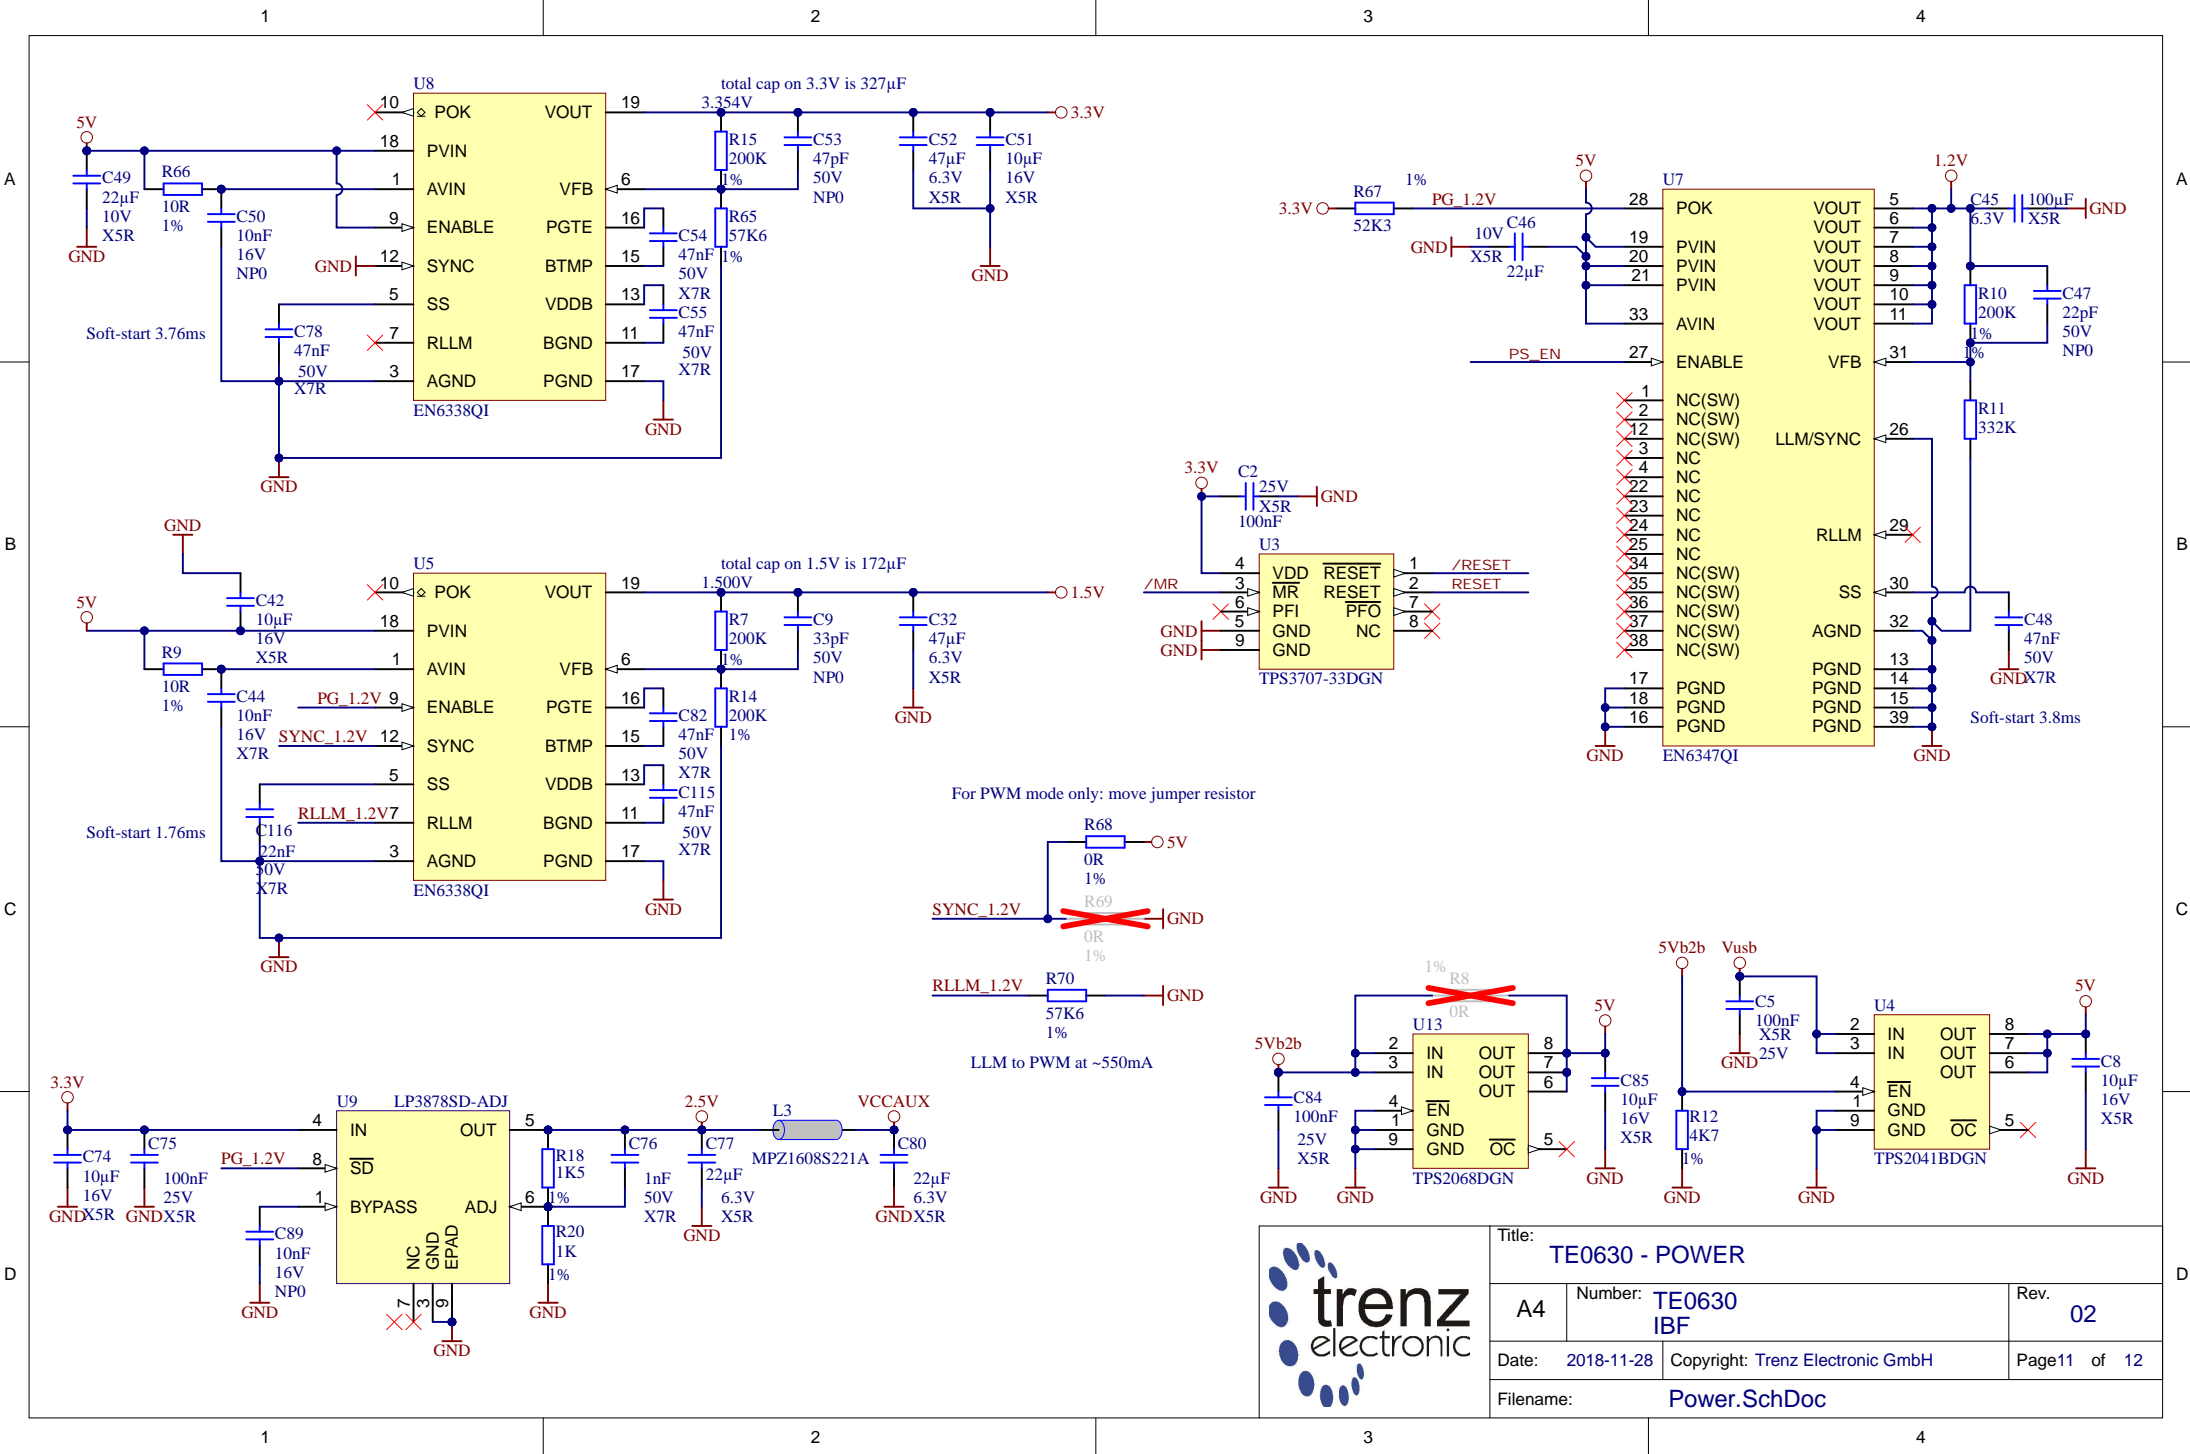 1 2 3 4
A
B
C
D
U8
total cap on 3.3V is 327µF
3.354V
3.3V
5V
10 POK VOUT 19
18 PVIN
1 AVIN VFB 6
9 ENABLE PGTE 16
12 SYNC BTMP 15
5 SS VDDB 13
7 RLLM BGND 11
3 AGND PGND 17
EN6338QI
C49
22µF
10V
X5R
GND
R66
10R
1%
C50
10nF
16V
NP0
GND
Soft-start 3.76ms
C78
47nF
50V
X7R
GND
R15
200K
1%
C53
47pF
50V
NP0
C52
47µF
6.3V
X5R
C51
10µF
16V
X5R
GND
R65
57K6
1%
C54
47nF
50V
X7R
C55
47nF
50V
X7R
GND
GND
5V
C42
10µF
16V
X5R
R9
10R
1%
C44
10nF
16V
X7R
PG_1.2V
SYNC_1.2V
RLLM_1.2V
Soft-start 1.76ms
C116
22nF
50V
X7R
GND
U5
total cap on 1.5V is 172µF
1.500V
1.5V
10 POK VOUT 19
18 PVIN
1 AVIN VFB 6
9 ENABLE PGTE 16
12 SYNC BTMP 15
5 SS VDDB 13
7 RLLM BGND 11
3 AGND PGND 17
EN6338QI
R7
200K
1%
C9
33pF
50V
NP0
C32
47µF
6.3V
X5R
GND
R14
200K
1%
C82
47nF
50V
X7R
C115
47nF
50V
X7R
GND
3.3V
R67
52K3
1%
PG_1.2V
5V
GND
10V
X5R
C46
22µF
PS_EN
U7
28 POK VOUT 5
VOUT 6
19 PVIN VOUT 7
20 PVIN VOUT 8
21 PVIN VOUT 9
VOUT 10
33 AVIN VOUT 11
27 ENABLE VFB 31
1 NC(SW)
2 NC(SW)
12 NC(SW) LLM/SYNC 26
3 NC
4 NC
22 NC
23 NC
24 NC RLLM 29
25 NC
34 NC(SW)
35 NC(SW) SS 30
36 NC(SW)
37 NC(SW) AGND 32
38 NC(SW)
PGND 13
17 PGND PGND 14
18 PGND PGND 15
16 PGND PGND 39
EN6347QI
GND
GND
1.2V
C45
6.3V
100µF
X5R
GND
R10
200K
1%
1%
C47
22pF
50V
NP0
R11
332K
C48
47nF
50V
X7R
GND
Soft-start 3.8ms
3.3V
C2
25V
X5R
100nF
GND
U3
/MR
4 VDD RESET 1 /RESET
3 MR RESET 2 RESET
6 PFI PFO 7
GND 5 GND NC 8
GND 9 GND
TPS3707-33DGN
For PWM mode only: move jumper resistor
R68
0R
1%
5V
SYNC_1.2V
R69
0R
1%
GND
RLLM_1.2V
R70
57K6
1%
GND
LLM to PWM at ~550mA
1%
R8
0R
5Vb2b
C84
100nF
25V
X5R
GND
GND
U13
2 IN OUT 8
3 IN OUT 7
OUT 6
4 EN
1 GND
9 GND OC 5
TPS2068DGN
5V
C85
10µF
16V
X5R
GND
5Vb2b
Vusb
C5
100nF
X5R
25V
GND
R12
4K7
1%
GND
GND
U4
2 IN OUT 8
3 IN OUT 7
OUT 6
4 EN
1 GND
9 GND OC 5
TPS2041BDGN
5V
C8
10µF
16V
X5R
GND
3.3V
C74
10µF
16V
X5R
GND
C75
100nF
25V
X5R
GND
PG_1.2V
C89
10nF
16V
NP0
GND
U9
LP3878SD-ADJ
4 IN OUT 5
8 SD
1 BYPASS ADJ 6
NC GND EPAD
7 3 9
GND
R18
1K5
1%
R20
1K
1%
GND
C76
1nF
50V
X7R
2.5V
C77
22µF
6.3V
X5R
GND
L3
MPZ1608S221A
VCCAUX
C80
22µF
6.3V
X5R
GND
trenz
electronic
Title:
TE0630 - POWER
A4
Number: TE0630
IBF
Rev.
02
Date: 2018-11-28
Copyright: Trenz Electronic GmbH
Page11 of 12
Filename: Power.SchDoc
A
B
C
D
1 2 3 4